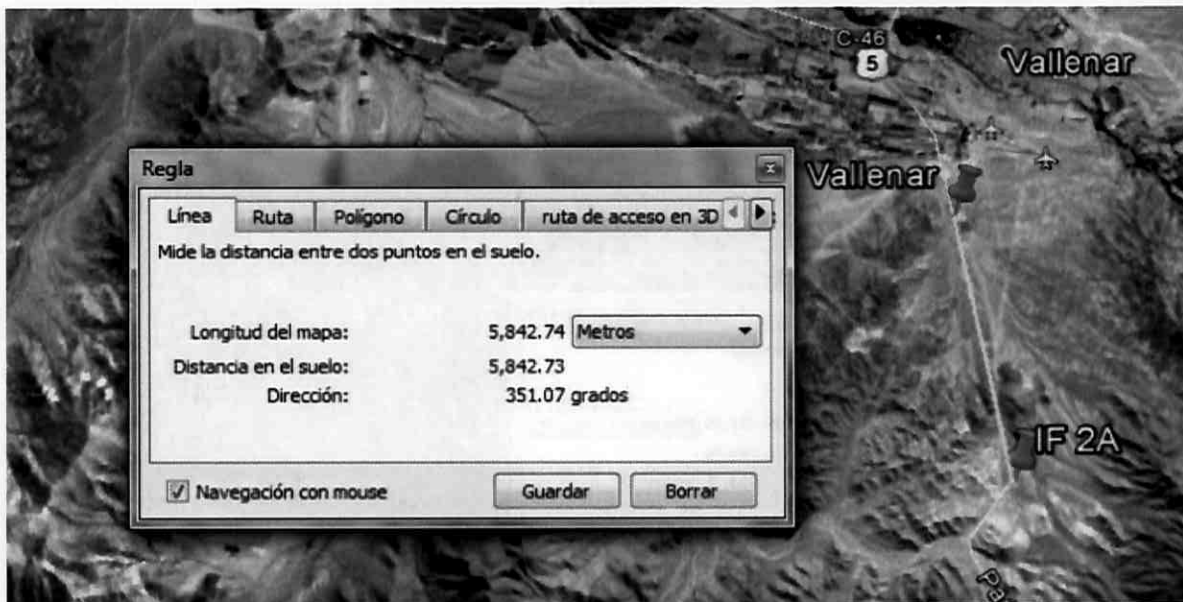 C-46
5
Vallenar
Vallenar
Regla
Línea
Ruta
Polígono
Círculo
ruta de acceso en 3D
Mide la distancia entre dos puntos en el suelo.
Longitud del mapa: 5,842.74 Metros
Distancia en el suelo: 5,842.73
Dirección: 351.07 grados
Navegación con mouse
Guardar
Borrar
IF 2A
Pa